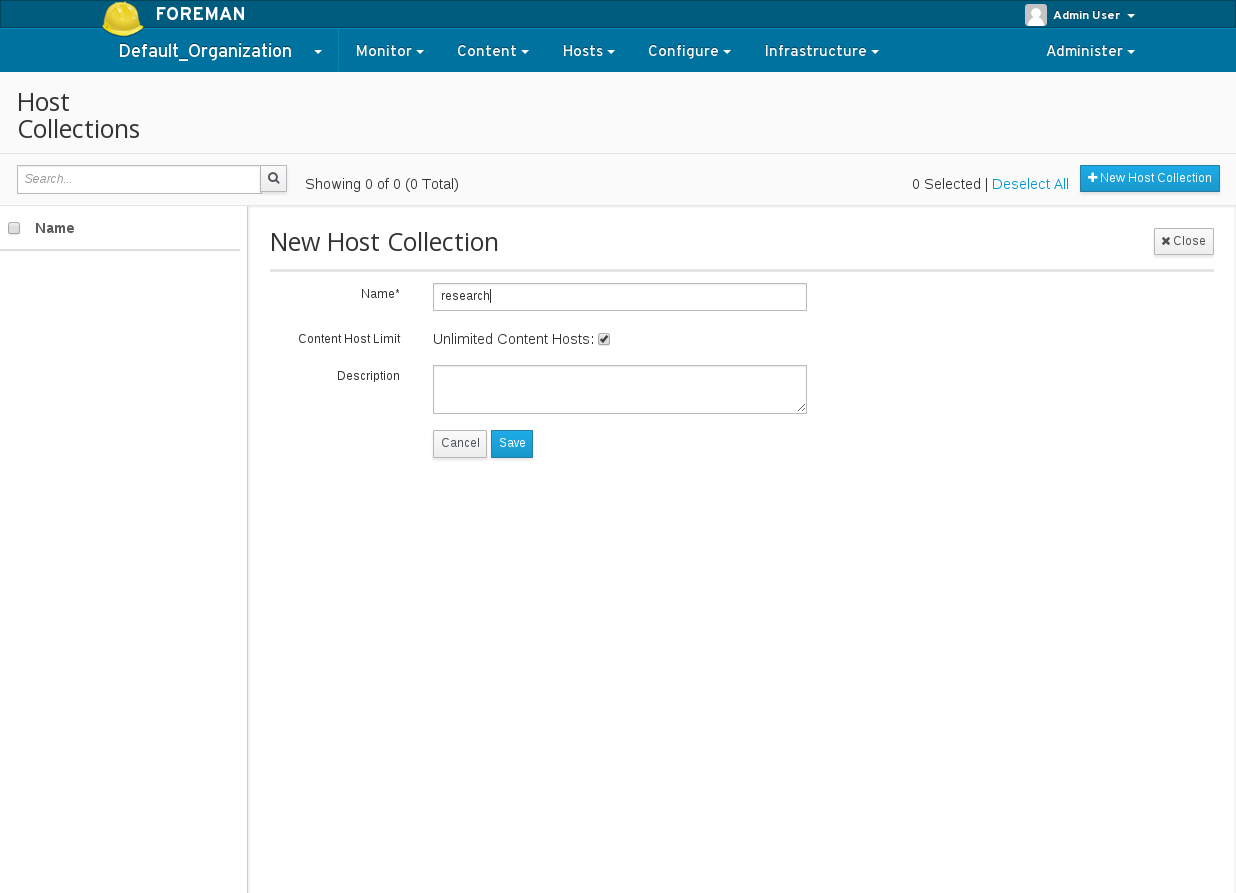 FOREMAN
Admin User
Default_Organization Monitor Content Hosts Configure Infrastructure Administer
Host
Collections
Search...
Showing 0 of 0 (0 Total)
0 Selected | Deselect All
New Host Collection
Name
New Host Collection
Close
Name*
research
Content Host Limit
Unlimited Content Hosts:
Description
Cancel
Save